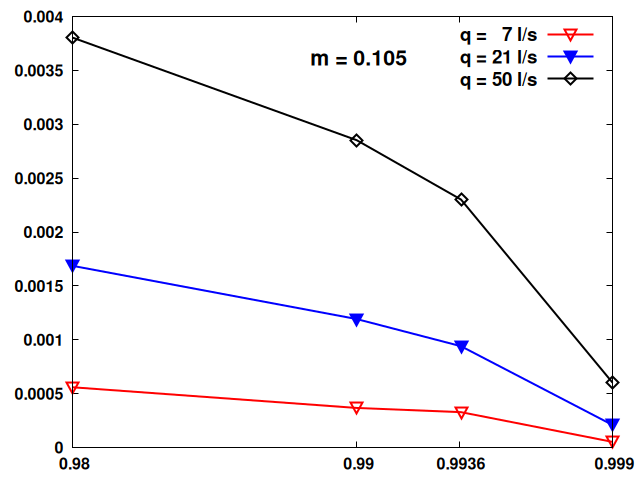 0.004
0.0035
0.003
0.0025
0.002
0.0015
0.001
0.0005
0
m = 0.105
q = 7 l/s
q = 21 l/s
q = 50 l/s
0.98 0.99 0.9936 0.999